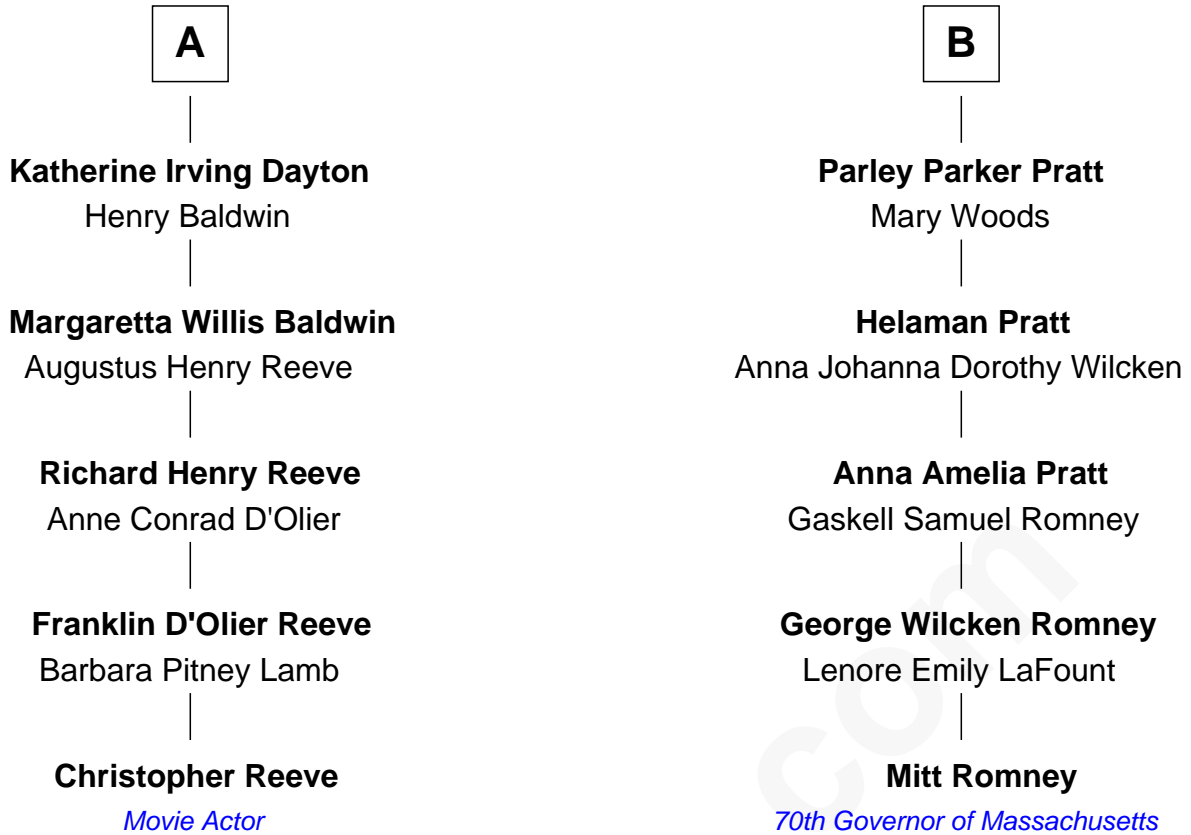 A
Katherine Irving Dayton
Henry Baldwin
Margaretta Willis Baldwin
Augustus Henry Reeve
Richard Henry Reeve
Anne Conrad D'Olier
Franklin D'Olier Reeve
Barbara Pitney Lamb
Christopher Reeve
Movie Actor
B
Parley Parker Pratt
Mary Woods
Helaman Pratt
Anna Johanna Dorothy Wilcken
Anna Amelia Pratt
Gaskell Samuel Romney
George Wilcken Romney
Lenore Emily LaFount
Mitt Romney
70th Governor of Massachusetts
com